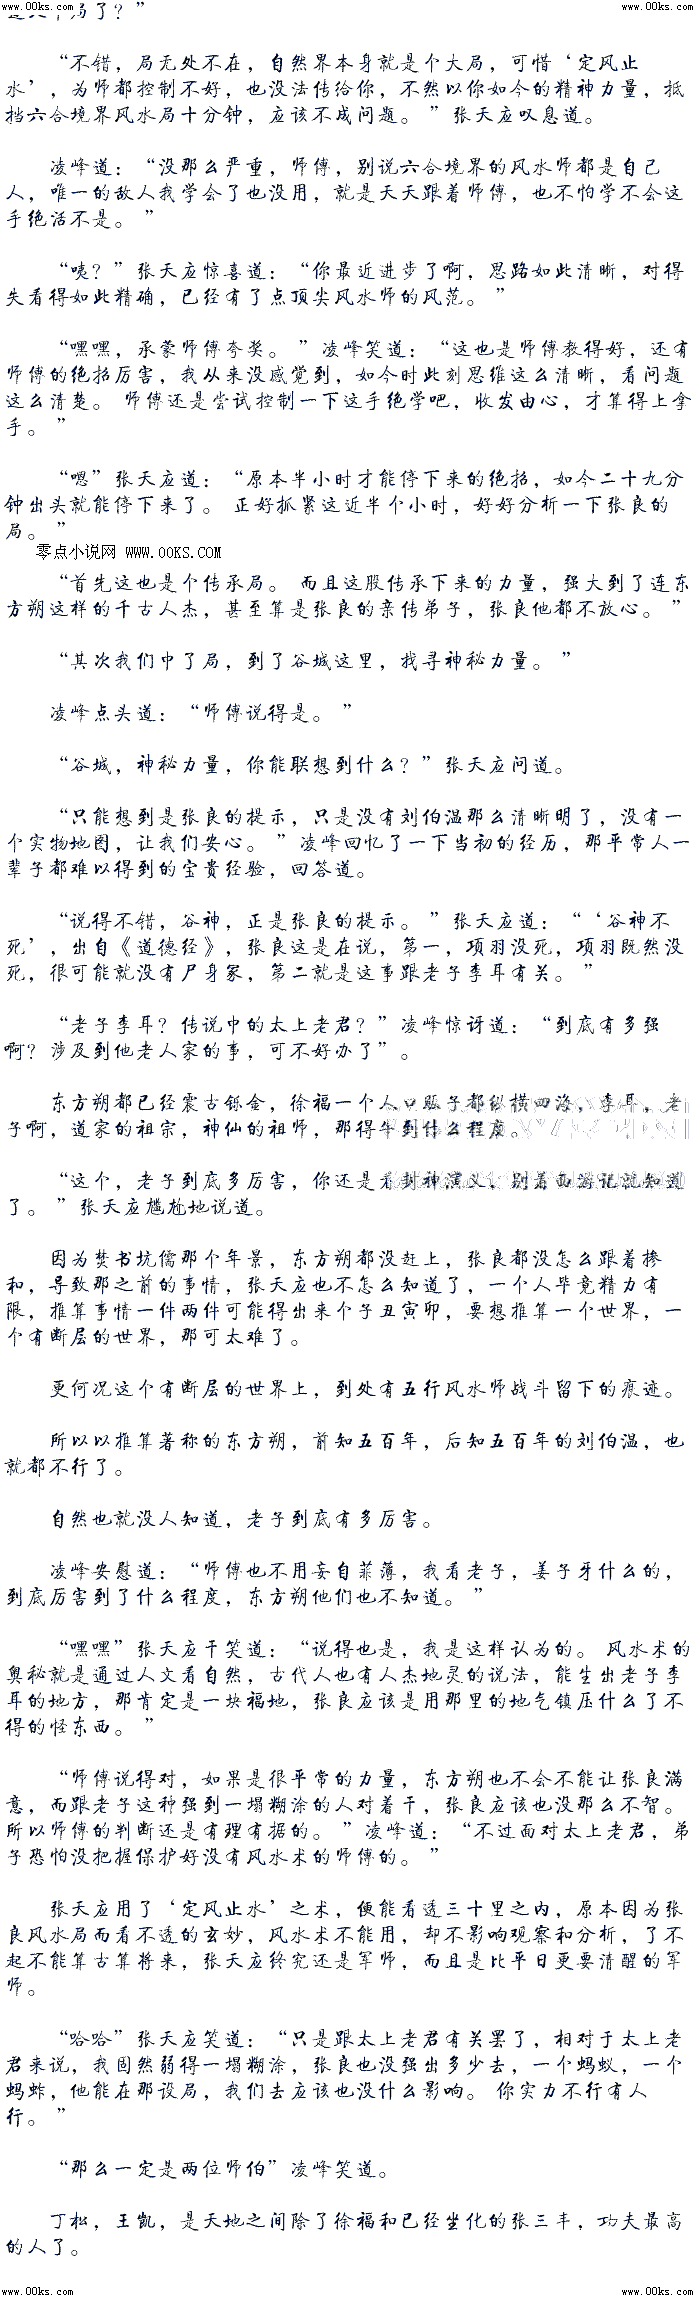 www.00ks.com www.00ks.com
局了？”
“不错，局无处不在，自然界本身就是个大局，可惜‘定风止
水’，为师都控制不好，也没法传给你，不然以你如今的精神力量，抵
挡六合境界风水局十分钟，应该不成问题。”张天应叹息道。
凌峰道：“没那么严重，师傅，别说六合境界的风水师都是自己
人，唯一的敌人我学会了也没用，就是天天跟着师傅，也不怕学不会这
手绝活不是。”
“咦？”张天应惊喜道：“你最近进步了啊，思路如此清晰，对得
失看得如此精确，已经有了点顶尖风水师的风范。”
“嘿嘿，承蒙师傅夸奖。”凌峰笑道：“这也是师傅教得好，还有
师傅的绝招厉害，我从来没感觉到，如今时此刻思维这么清晰，看问题
这么清楚。师傅还是尝试控制一下这手绝学吧，收发由心，才算得上拿
手。”
“嗯”张天应道：“原本半小时才能停下来的绝招，如今二十九分
钟出头就能停下来了。正好抓紧这近半个小时，好好分析一下张良的
局。”
零点小说网 www.00KS.COM
“首先这也是个传承局。而且这股传承下来的力量，强大到了连东
方朔这样的千古人杰，甚至算是张良的亲传弟子，张良他都不放心。”
“其次我们中了局，到了谷城这里，找寻神秘力量。”
凌峰点头道：“师傅说得是。”
“谷城，神秘力量，你能联想到什么？”张天应问道。
“只能想到是张良的提示，只是没有刘伯温那么清晰明了，没有一
个实物地图，让我们安心。”凌峰回忆了一下当初的经历，那平常人一
辈子都难以得到的宝贵经验，回答道。
“说得不错，谷神，正是张良的提示。”张天应道：“‘谷神不
死’，出自《道德经》，张良这是在说，第一，项羽没死，项羽既然没
死，很可能就没有尸身冢，第二就是这事跟老子李耳有关。”
“老子李耳？传说中的太上老君？”凌峰惊讶道：“到底有多强
啊？涉及到他老人家的事，可不好办了”。
东方朔都已经震古铄金，徐福一个人口贩子都纵横四海，李耳，老
子啊，道家的祖宗，神仙的祖师，那得牛到什么程度。
“这个，老子到底多厉害，你还是看封神演义，别着西游记就知道
了。”张天应尴尬地说道。
因为焚书坑儒那个年景，东方朔都没赶上，张良都没怎么跟着掺
和，导致那之前的事情，张天应也不怎么知道了，一个人毕竟精力有
限，推算事情一件两件可能得出来个子丑寅卯，要想推算一个世界，一
个有断层的世界，那可太难了。
更何况这个有断层的世界上，到处有五行风水师战斗留下的痕迹。
所以以推算著称的东方朔，前知五百年，后知五百年的刘伯温，也
就都不行了。
自然也就没人知道，老子到底有多厉害。
凌峰安慰道：“师傅也不用妄自菲薄，我看老子，姜子牙什么的，
到底厉害到了什么程度，东方朔他们也不知道。”
“嘿嘿”张天应干笑道：“说得也是，我是这样认为的。风水术的
奥秘就是通过人文看自然，古代人也有人杰地灵的说法，能生出老子李
耳的地方，那肯定是一块福地，张良应该是用那里的地气镇压什么了不
得的怪东西。”
“师傅说得对，如果是很平常的力量，东方朔也不会不能让张良满
意，而跟老子这种强到一塌糊涂的人对着干，张良应该也没那么不智。
所以师傅的判断还是有理有据的。”凌峰道：“不过面对太上老君，弟
子恐怕没把握保护好没有风水术的师傅的。”
张天应用了‘定风止水’之术，便能看透三十里之内，原本因为张
良风水局而看不透的玄妙，风水术不能用，却不影响观察和分析，了不
起不能算古算将来，张天应终究还是军师，而且是比平日更要清醒的军
师。
“哈哈”张天应笑道：“只是跟太上老君有关罢了，相对于太上老
君来说，我固然弱得一塌糊涂，张良也没强出多少去，一个蚂蚁，一个
蚂蚱，他能在那设局，我们去应该也没什么影响。你实力不行有人
行。”
“那么一定是两位师伯”凌峰笑道。
丁松，王凯，是天地之间除了徐福和已经坐化的张三丰，功夫最高
的人了。
www.00ks.com www.00ks.com